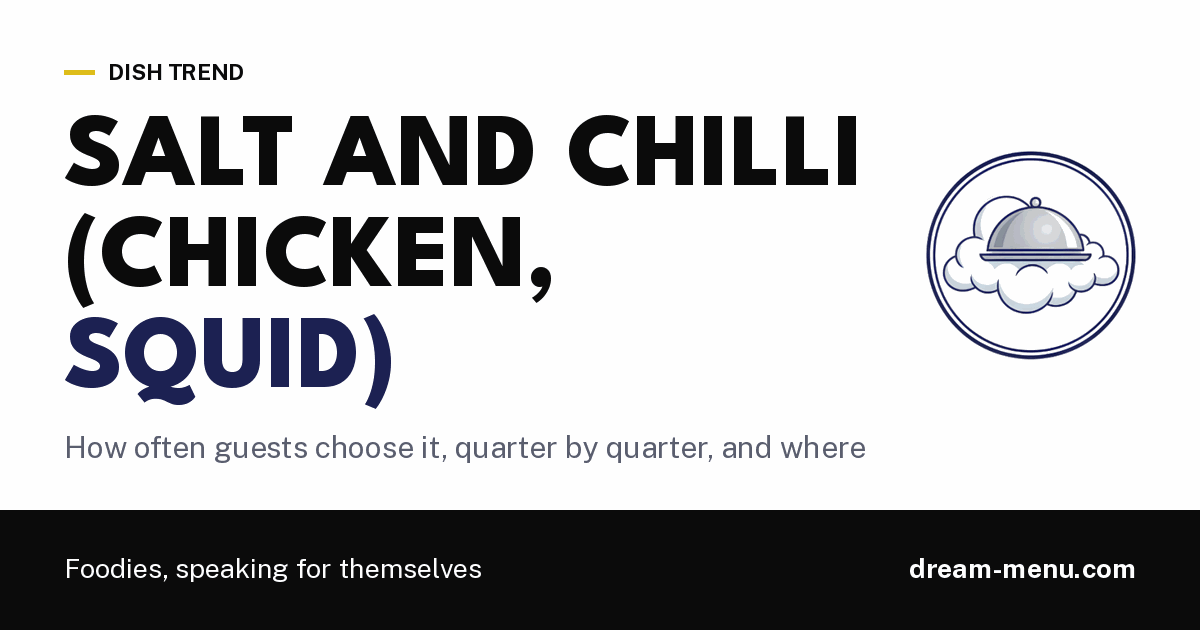 DISH TREND
SALT AND CHILLI
(CHICKEN,
SQUID)
How often guests choose it, quarter by quarter, and where
Foodies, speaking for themselves
dream-menu.com